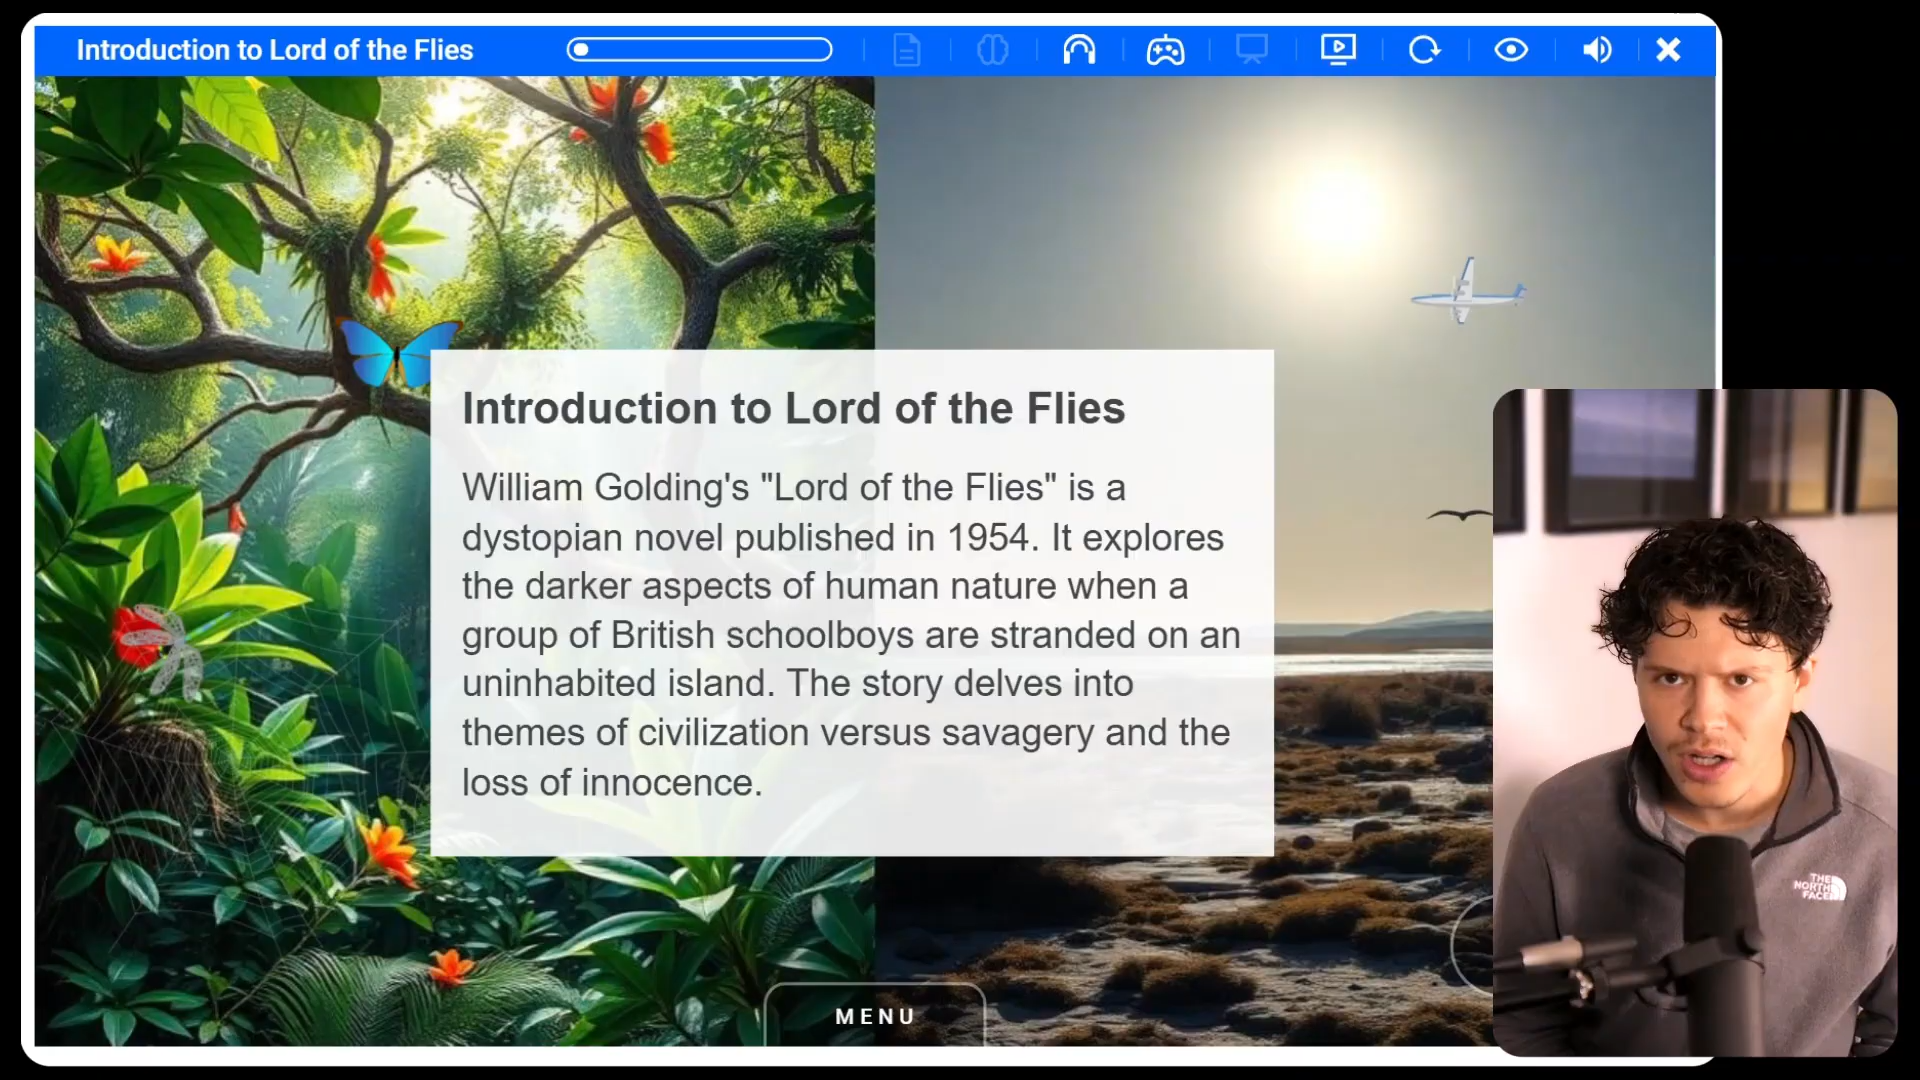 Introduction to Lord of the Flies
Introduction to Lord of the Flies
William Golding's "Lord of the Flies" is a
dystopian novel published in 1954. It explores
the darker aspects of human nature when a
group of British schoolboys are stranded on an
uninhabited island. The story delves into
themes of civilization versus savagery and the
loss of innocence.
MENU
THE
NORTH
FACE